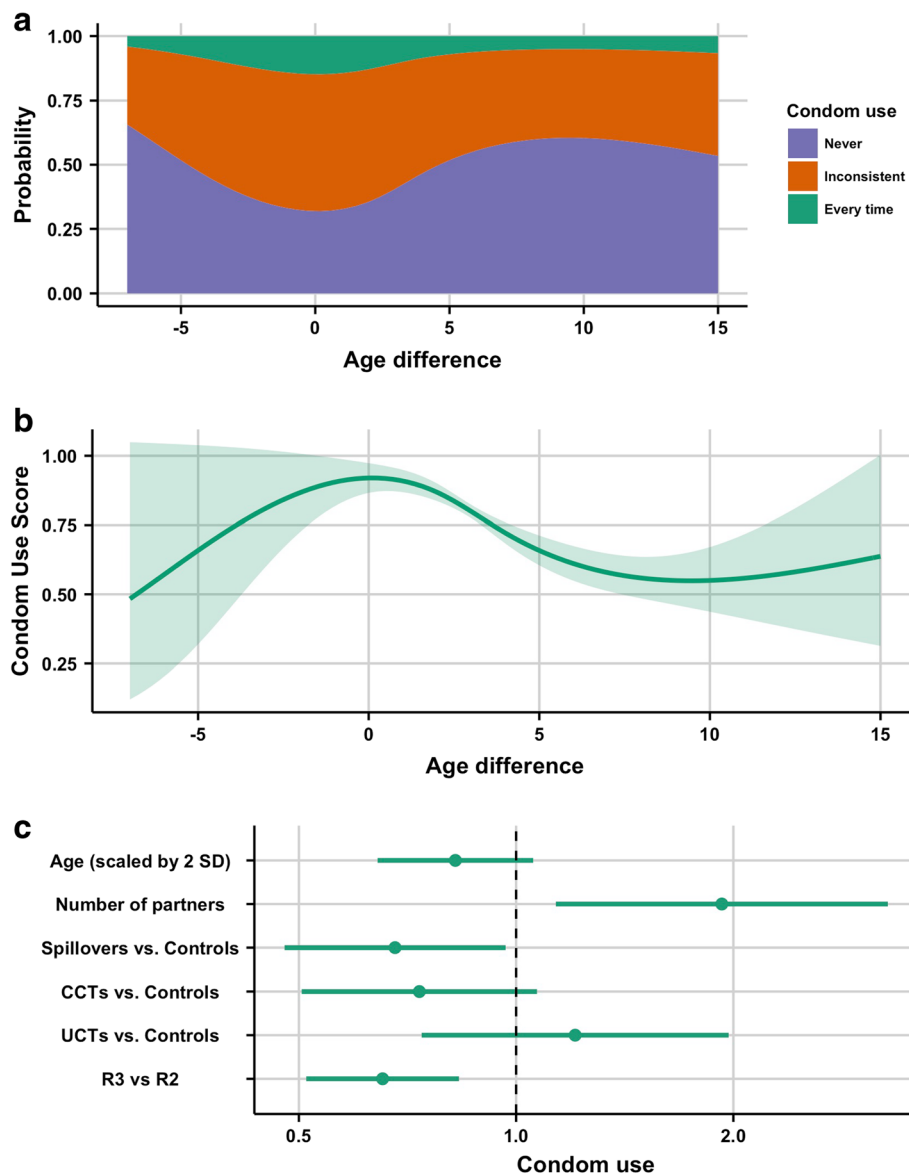 a
1.00
0.75
0.50
0.25
0.00
Probability
-5 0 5 10 15
Age difference
Condom use
Never
Inconsistent
Every time
b
1.00
0.75
0.50
0.25
Condom Use Score
-5 0 5 10 15
Age difference
c
Age (scaled by 2 SD)
Number of partners
Spillovers vs. Controls
CCTs vs. Controls
UCTs vs. Controls
R3 vs R2
0.5 1.0 2.0
Condom use